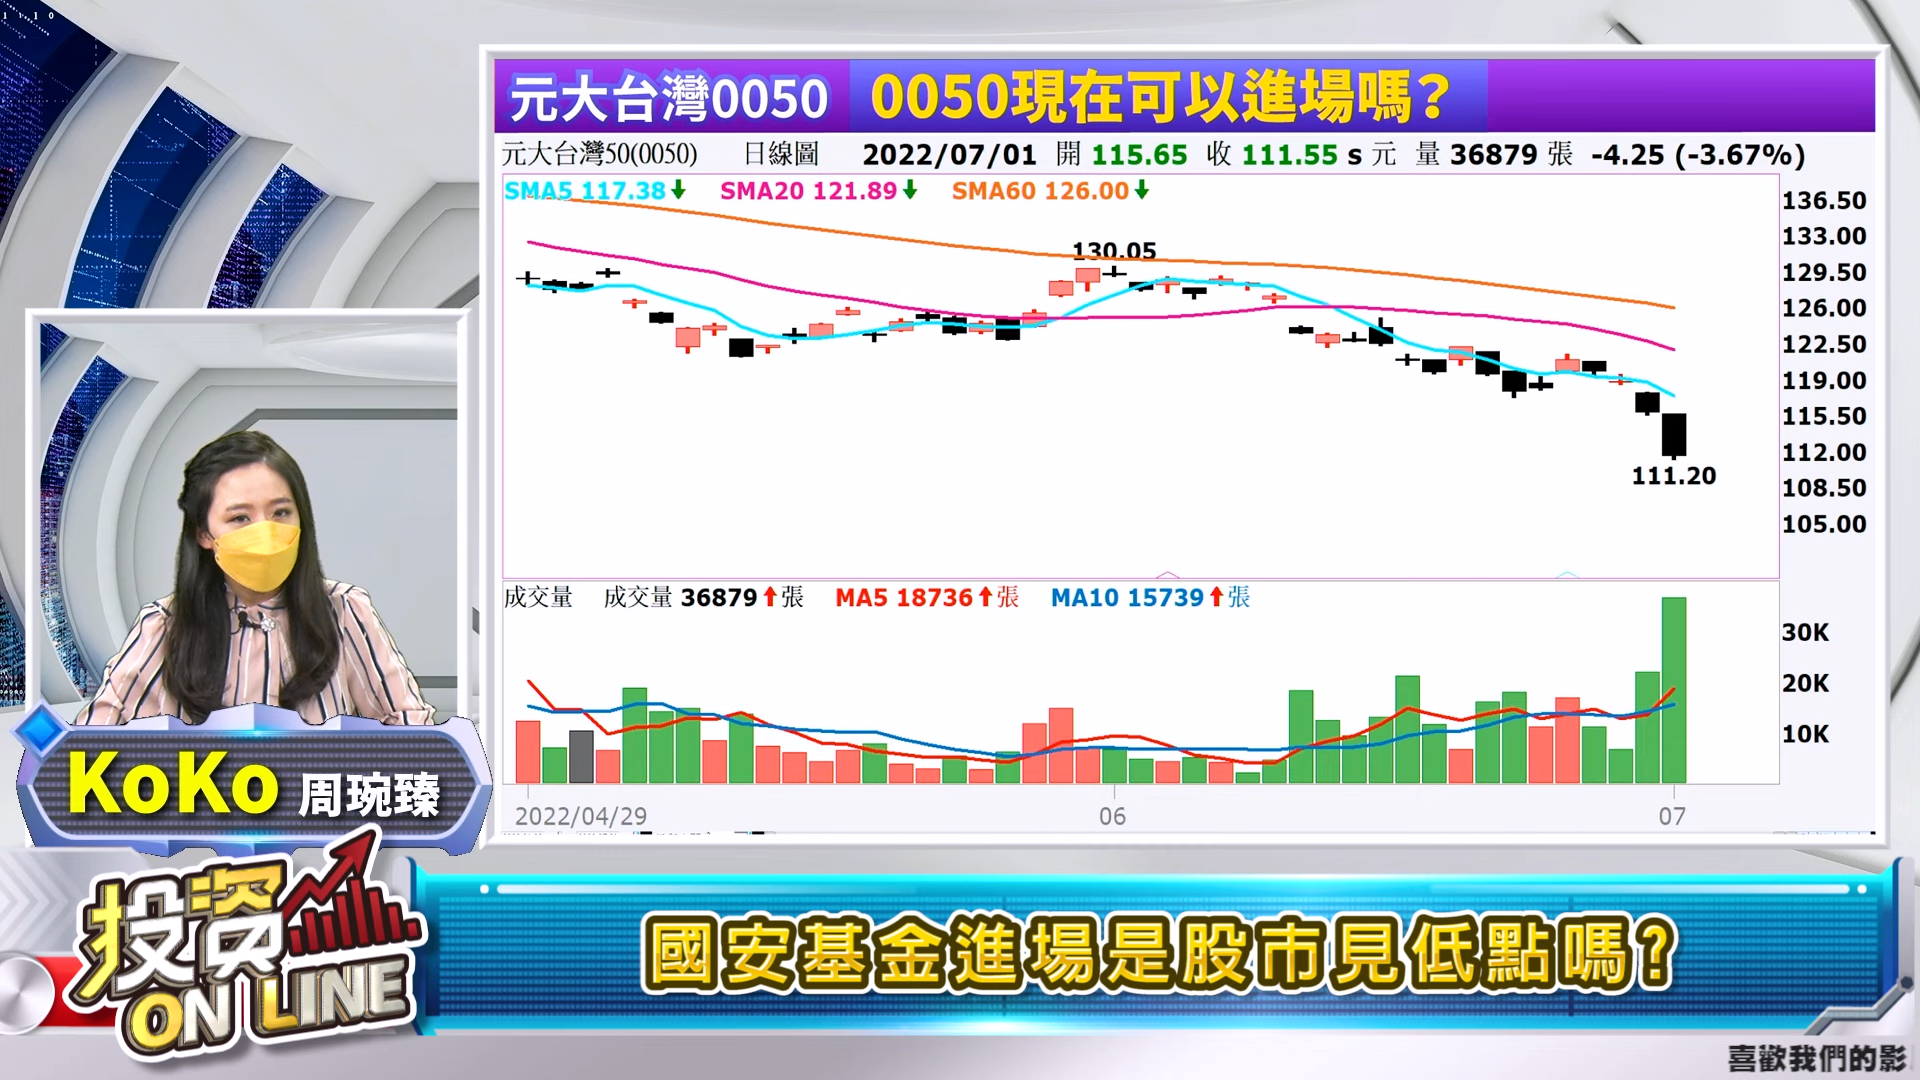 元大台灣0050 0050現在可以進場嗎?
元大台灣50(0050) 日線圖 2022/07/01 開 115.65 收 111.55 s 元 量 36879 張 -4.25 (-3.67%)
SMA5 117.38↓ SMA20 121.89↓ SMA60 126.00↓
136.50
133.00
130.05
129.50
126.00
122.50
119.00
115.50
112.00
111.20
108.50
105.00
成交量 成交量 36879↑張 MA5 18736↑張 MA10 15739↑張
30K
20K
10K
2022/04/29 06 07
KoKo 周琬臻
投資
ON LINE
國安基金進場是股市見低點嗎?
喜歡我們的影